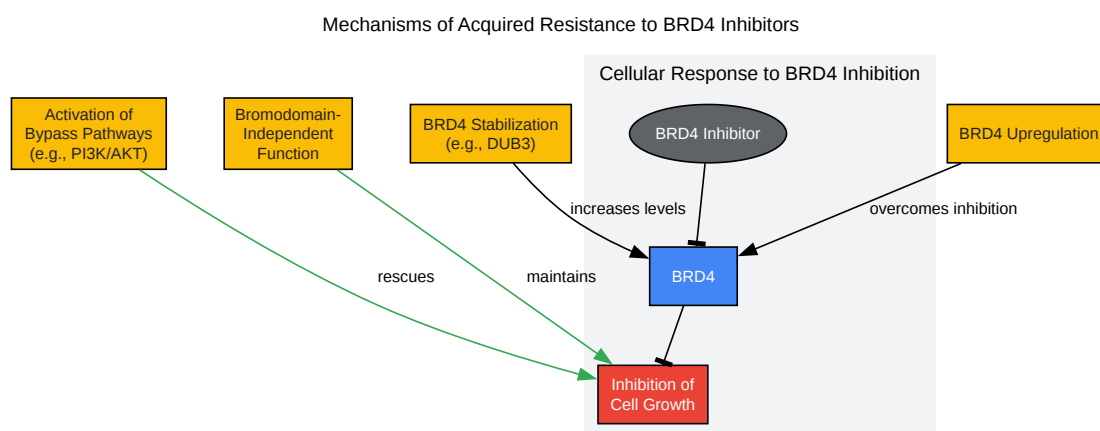 Mechanisms of Acquired Resistance to BRD4 Inhibitors
Cellular Response to BRD4 Inhibition
Activation of
Bypass Pathways
(e.g., PI3K/AKT)
Bromodomain-
Independent
Function
BRD4 Stabilization
(e.g., DUB3)
BRD4 Inhibitor
BRD4 Upregulation
increases levels
overcomes inhibition
rescues
maintains
BRD4
Inhibition of
Cell Growth